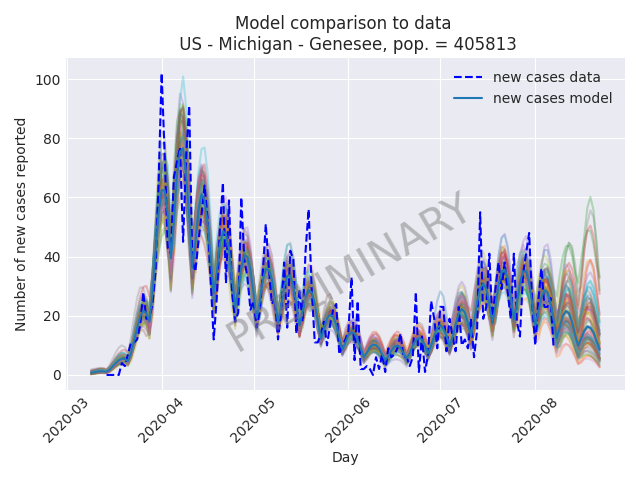 Model comparison to data
US - Michigan - Genesee, pop. = 405813
new cases data
new cases model
PRELIMINARY
Number of new cases reported
100
80
60
40
20
0
2020-03
2020-04
2020-05
2020-06
2020-07
2020-08
Day